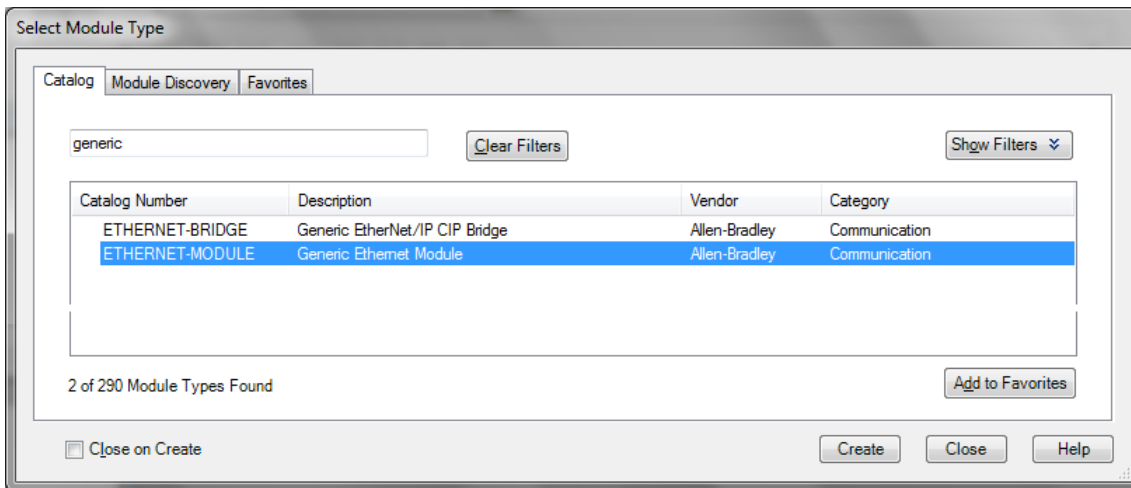 Select Module Type
Catalog Module Discovery Favorites
generic Clear Filters Show Filters
Catalog Number Description Vendor Category
ETHERNET-BRIDGE Generic EtherNet/IP CIP Bridge Allen-Bradley Communication
ETHERNET-MODULE Generic Ethernet Module Allen-Bradley Communication
2 of 290 Module Types Found Add to Favorites
Close on Create Create Close Help